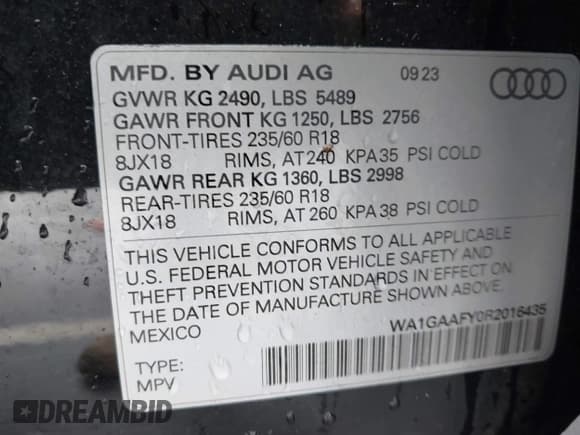 MFD. BY AUDI AG 09 23
GVWR KG 2490, LBS 5489
GAWR FRONT KG 1250, LBS 2756
FRONT-TIRES 235/60 R18
8JX18 RIMS, AT 240 KPA 35 PSI COLD
GAWR REAR KG 1360, LBS 2998
REAR-TIRES 235/60 R18
8JX18 RIMS, AT 260 KPA 38 PSI COLD
THIS VEHICLE CONFORMS TO ALL APPLICABLE
U.S. FEDERAL MOTOR VEHICLE SAFETY AND
THEFT PREVENTION STANDARDS IN EFFECT ON
THE DATE OF MANUFACTURE SHOWN ABOVE
MEXICO
WA1GAAFY0R2016435
TYPE:
MPV
DREAMBID